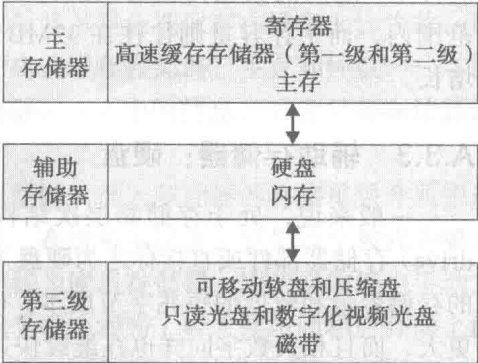 主
存储器
寄存器
高速缓存存储器（第一级和第二级）
主存
辅助
存储器
硬盘
闪存
第三级
存储器
可移动软盘和压缩盘
只读光盘和数字化视频光盘
磁带